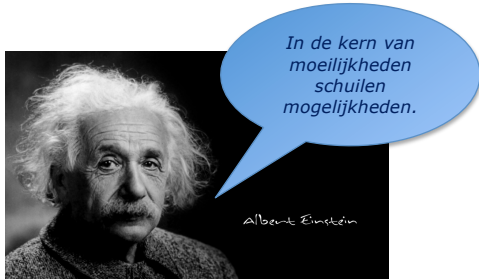 In de kern van
moeilijkheden
schuilen
mogelijkheden.
Albert Einstein